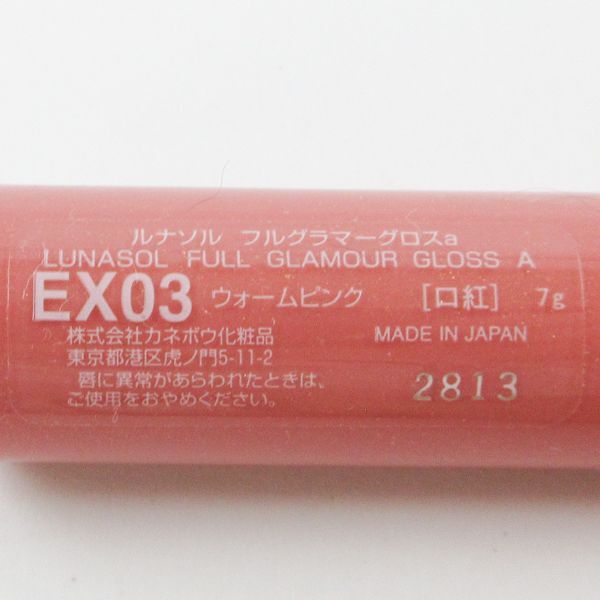 ルナソル フルグラマーグロスa
LUNASOL FULL GLAMOUR GLOSS A
EX03 ウォームピンク [口紅] 7g
株式会社カネボウ化粧品 MADE IN JAPAN
東京都港区虎ノ門5-11-2
唇に異常があらわれたときは、
ご使用をおやめください。
2813